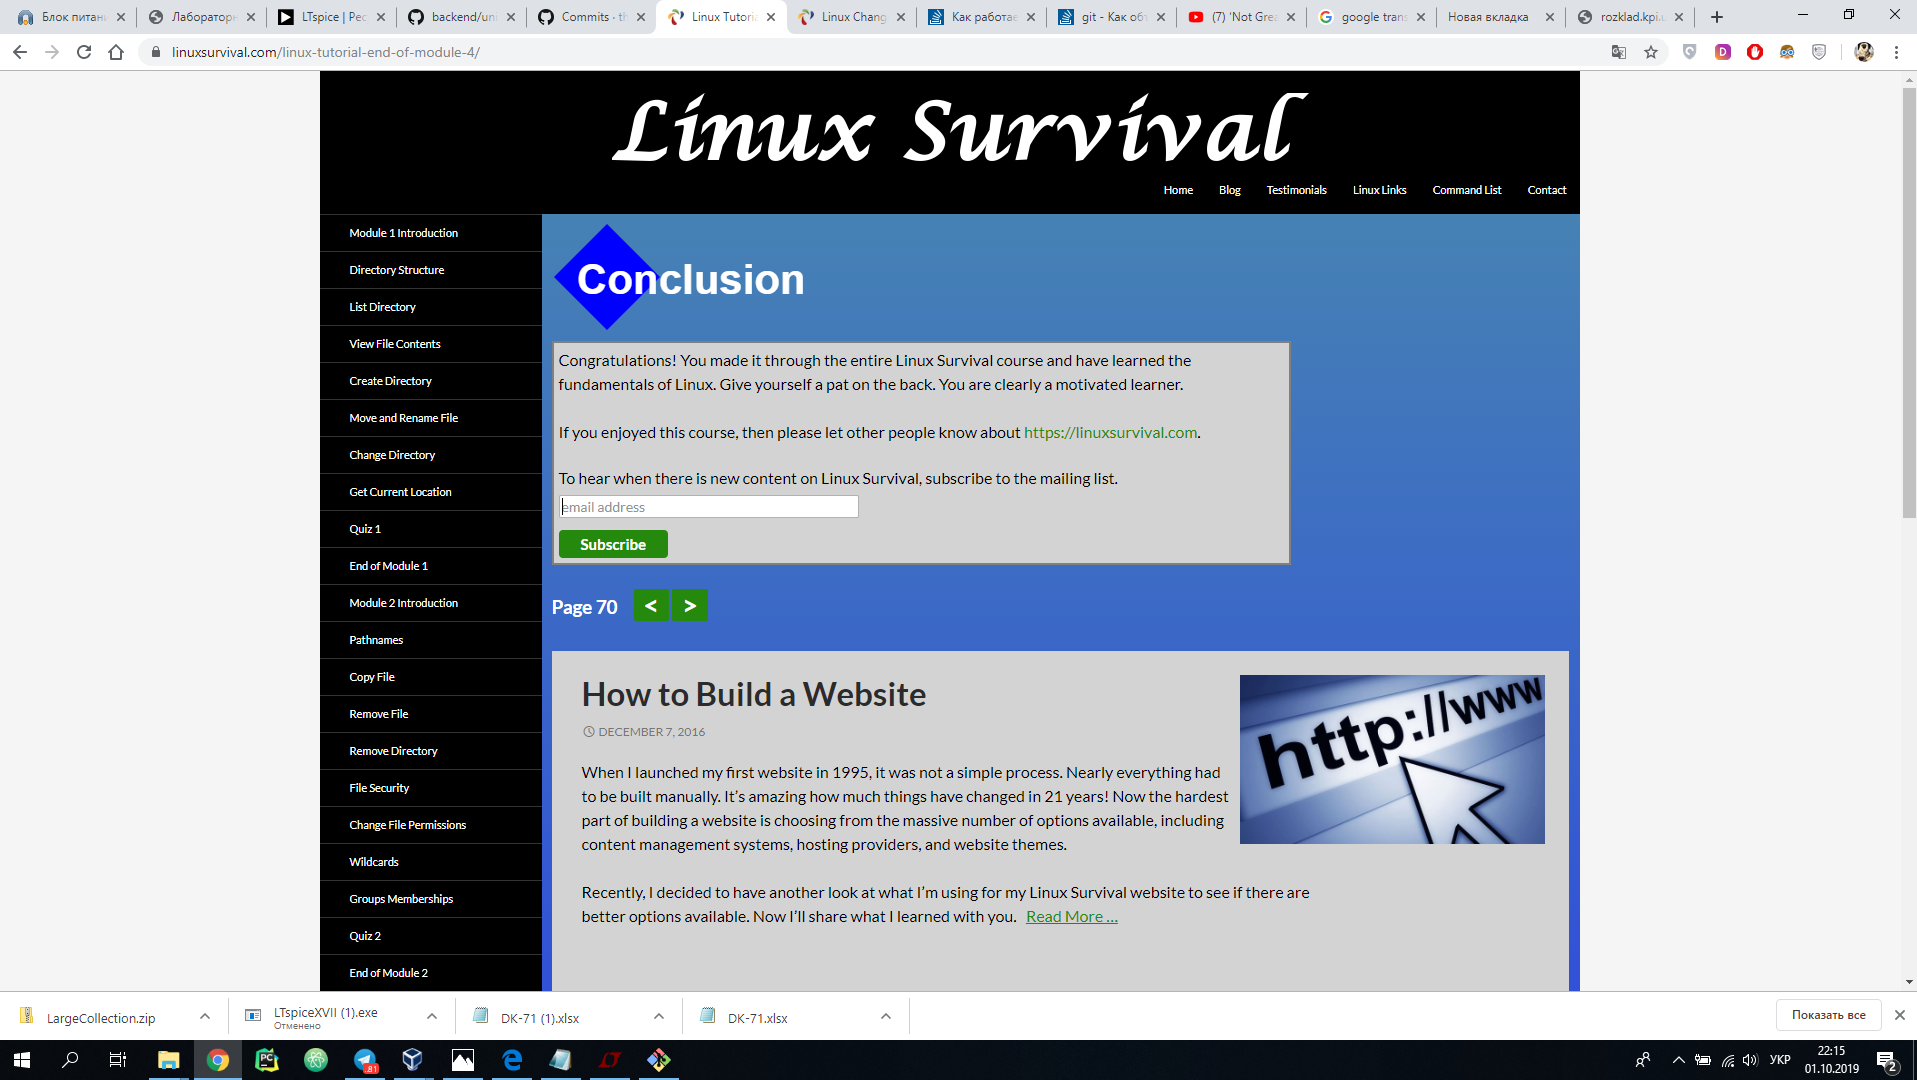 Блок питані
Лабораторн
LTspice | Рес
backend/uni
Commits · th
Linux Tutoria
Linux Chang
Как работае
git - Как объ
(7) 'Not Grea
google trans
Новая вкладка
rozklad.kpi.u
linuxsurvival.com/linux-tutorial-end-of-module-4/
Linux Survival
Home
Blog
Testimonials
Linux Links
Command List
Contact
Module 1 Introduction
Directory Structure
List Directory
View File Contents
Create Directory
Move and Rename File
Change Directory
Get Current Location
Quiz 1
End of Module 1
Module 2 Introduction
Pathnames
Copy File
Remove File
Remove Directory
File Security
Change File Permissions
Wildcards
Groups Memberships
Quiz 2
End of Module 2
Conclusion
Congratulations! You made it through the entire Linux Survival course and have learned the
fundamentals of Linux. Give yourself a pat on the back. You are clearly a motivated learner.
If you enjoyed this course, then please let other people know about https://linuxsurvival.com.
To hear when there is new content on Linux Survival, subscribe to the mailing list.
email address
Subscribe
Page 70 < >
How to Build a Website
DECEMBER 7, 2016
http://www
When I launched my first website in 1995, it was not a simple process. Nearly everything had
to be built manually. It's amazing how much things have changed in 21 years! Now the hardest
part of building a website is choosing from the massive number of options available, including
content management systems, hosting providers, and website themes.
Recently, I decided to have another look at what I'm using for my Linux Survival website to see if there are
better options available. Now I'll share what I learned with you. Read More ...
LargeCollection.zip
LTspiceXVII (1).exe
Отменено
DK-71 (1).xlsx
DK-71.xlsx
Показать все
PC
81
УКР
22:15
01.10.2019
2